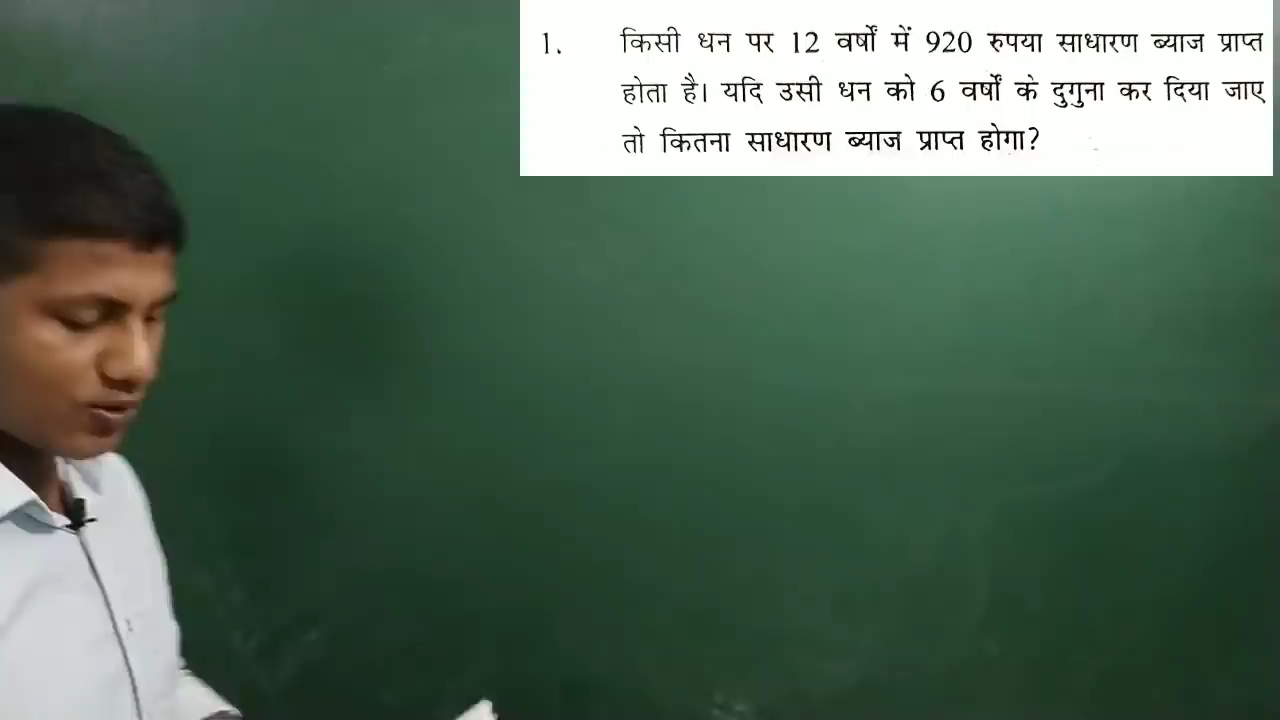 1. किसी धन पर 12 वर्षों में 920 रुपया साधारण ब्याज प्राप्त
होता है। यदि उसी धन को 6 वर्षों के दुगुना कर दिया जाए
तो कितना साधारण ब्याज प्राप्त होगा?